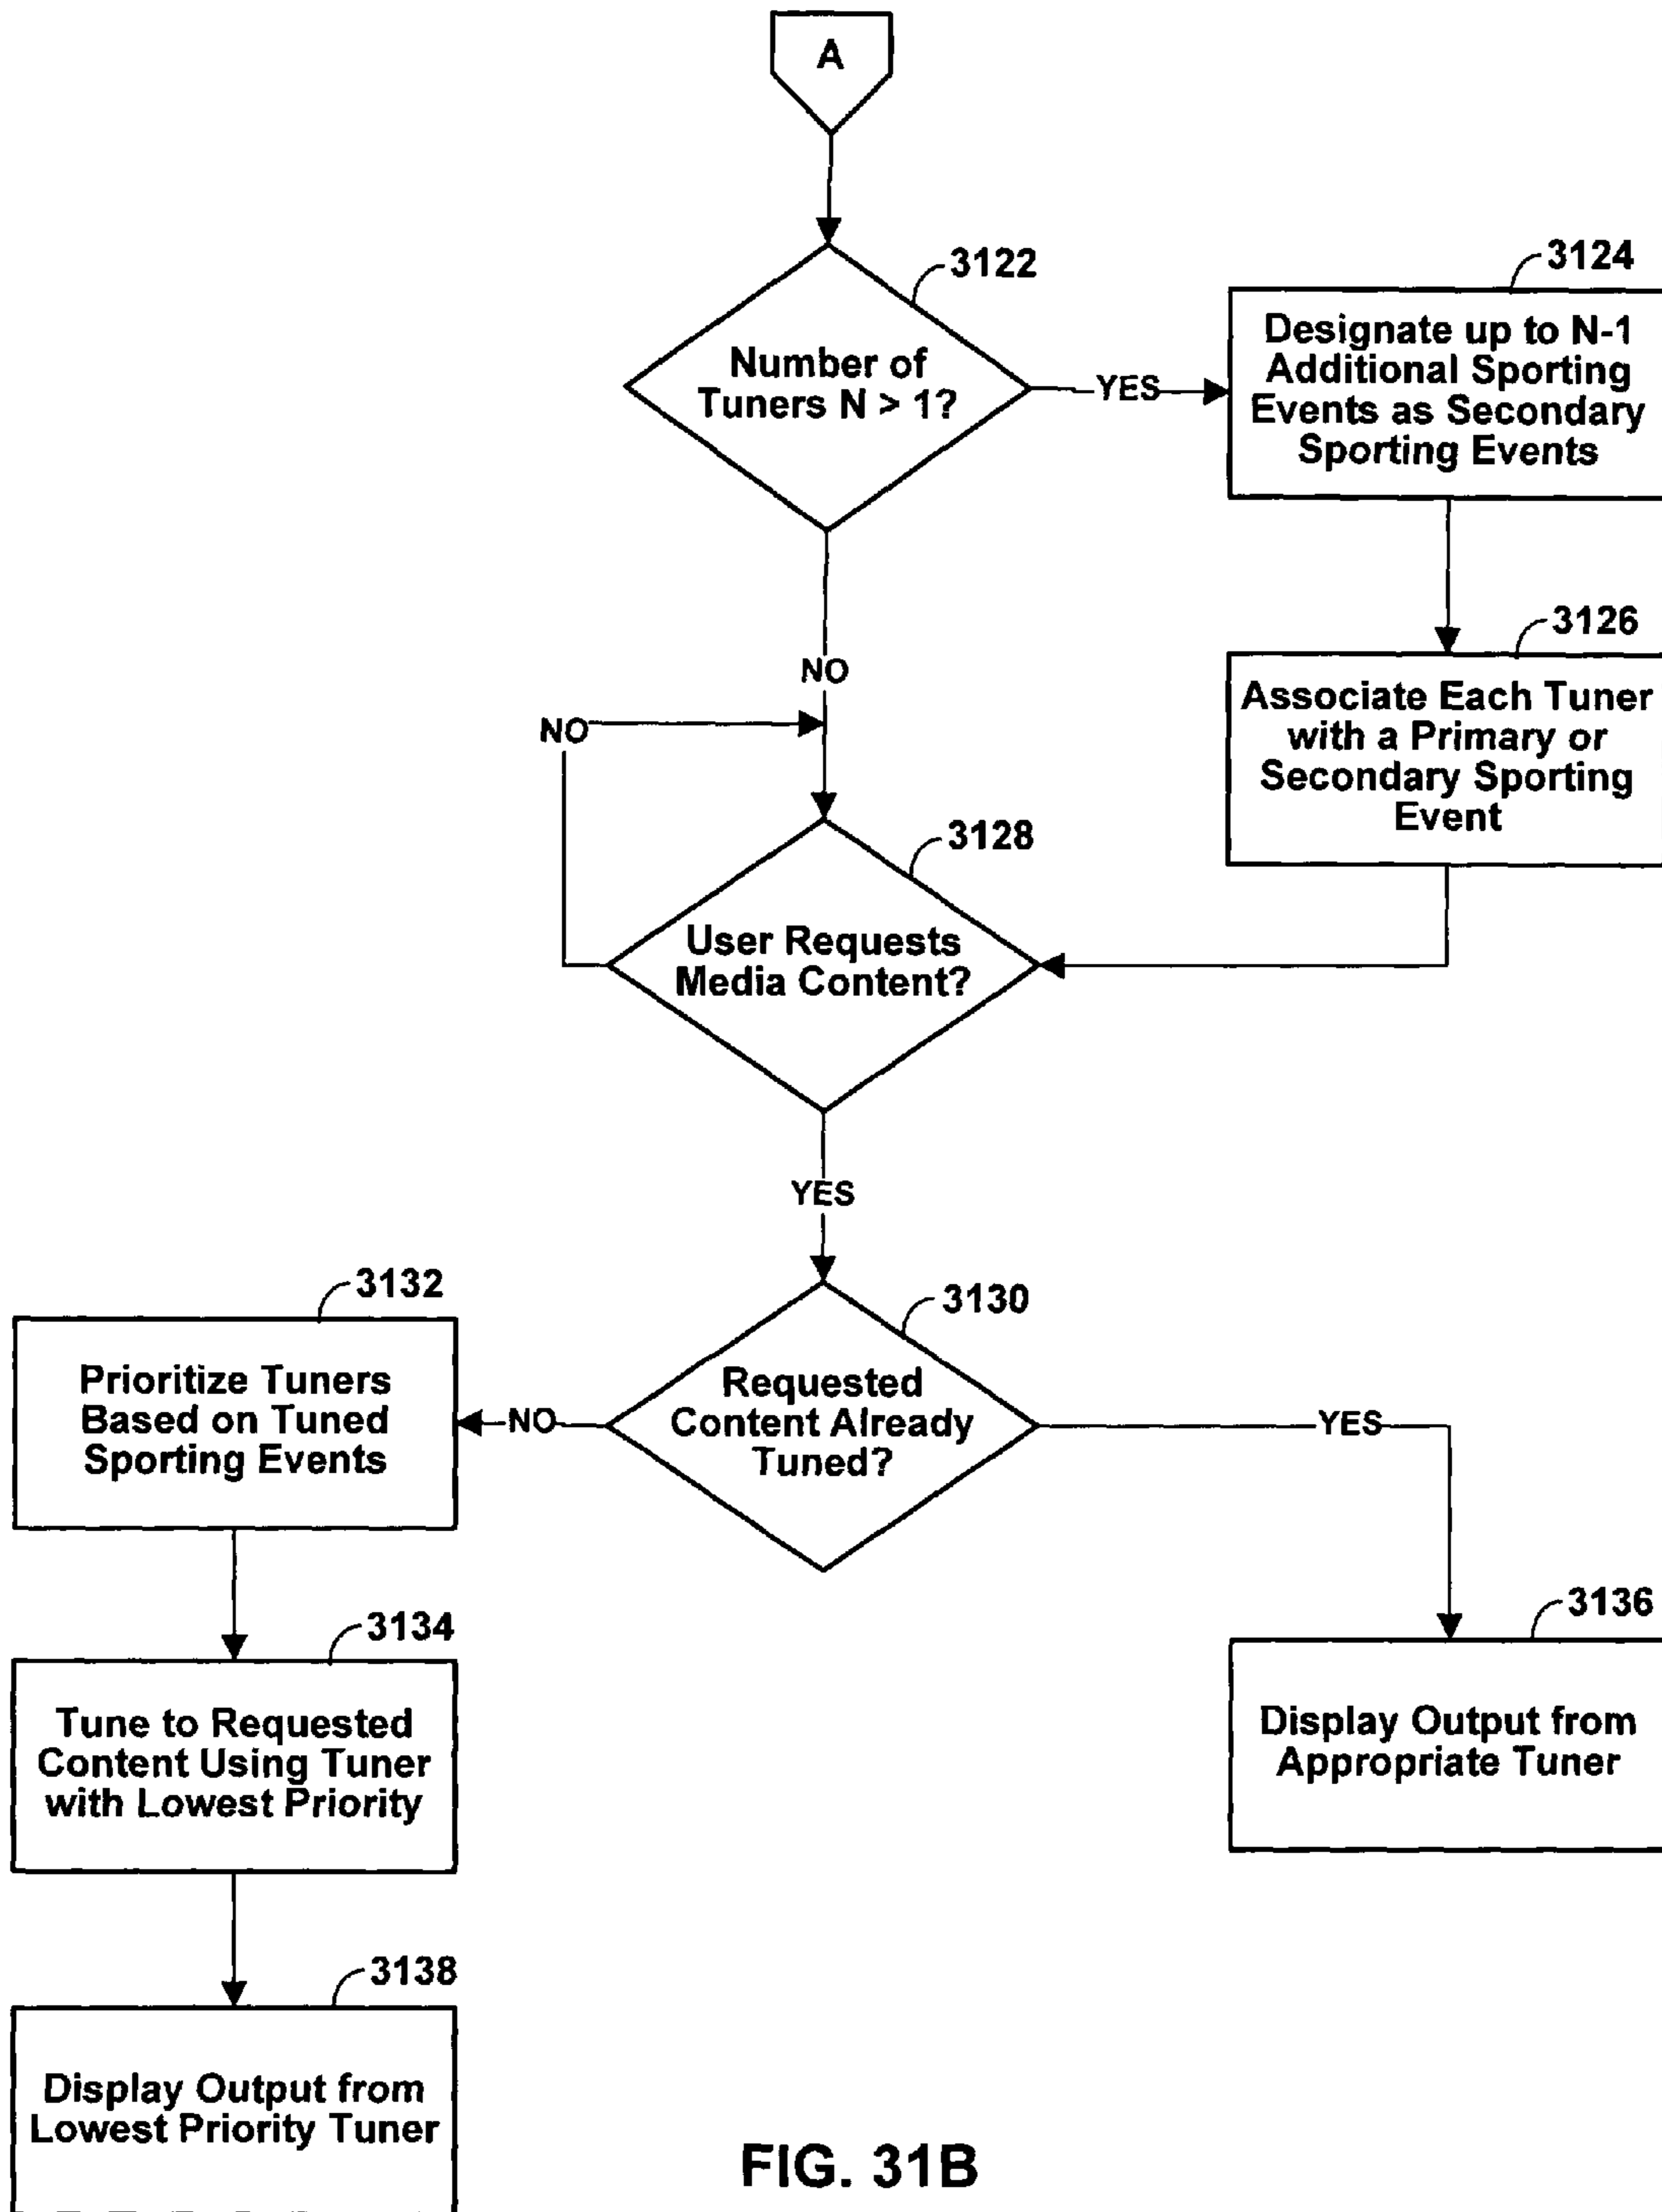 A
3122
Number of
Tuners N > 1?
YES
3124
Designate up to N-1
Additional Sporting
Events as Secondary
Sporting Events
NO
3126
Associate Each Tuner
with a Primary or
Secondary Sporting
Event
NO
3128
User Requests
Media Content?
YES
3130
Requested
Content Already
Tuned?
NO
YES
3132
Prioritize Tuners
Based on Tuned
Sporting Events
3134
Tune to Requested
Content Using Tuner
with Lowest Priority
3136
Display Output from
Appropriate Tuner
3138
Display Output from
Lowest Priority Tuner
FIG. 31B